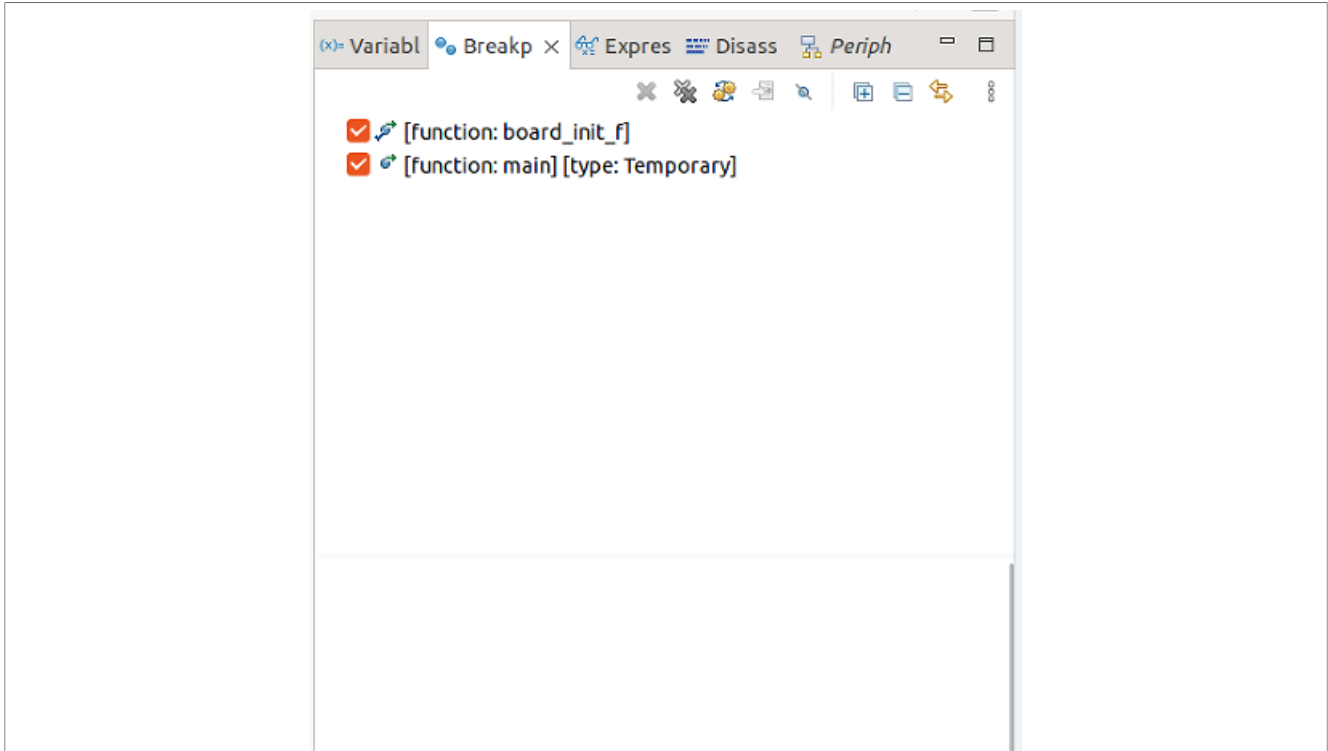 (x)= Variabl Breakp Expres Disass Periph
[function: board_init_f]
[function: main] [type: Temporary]